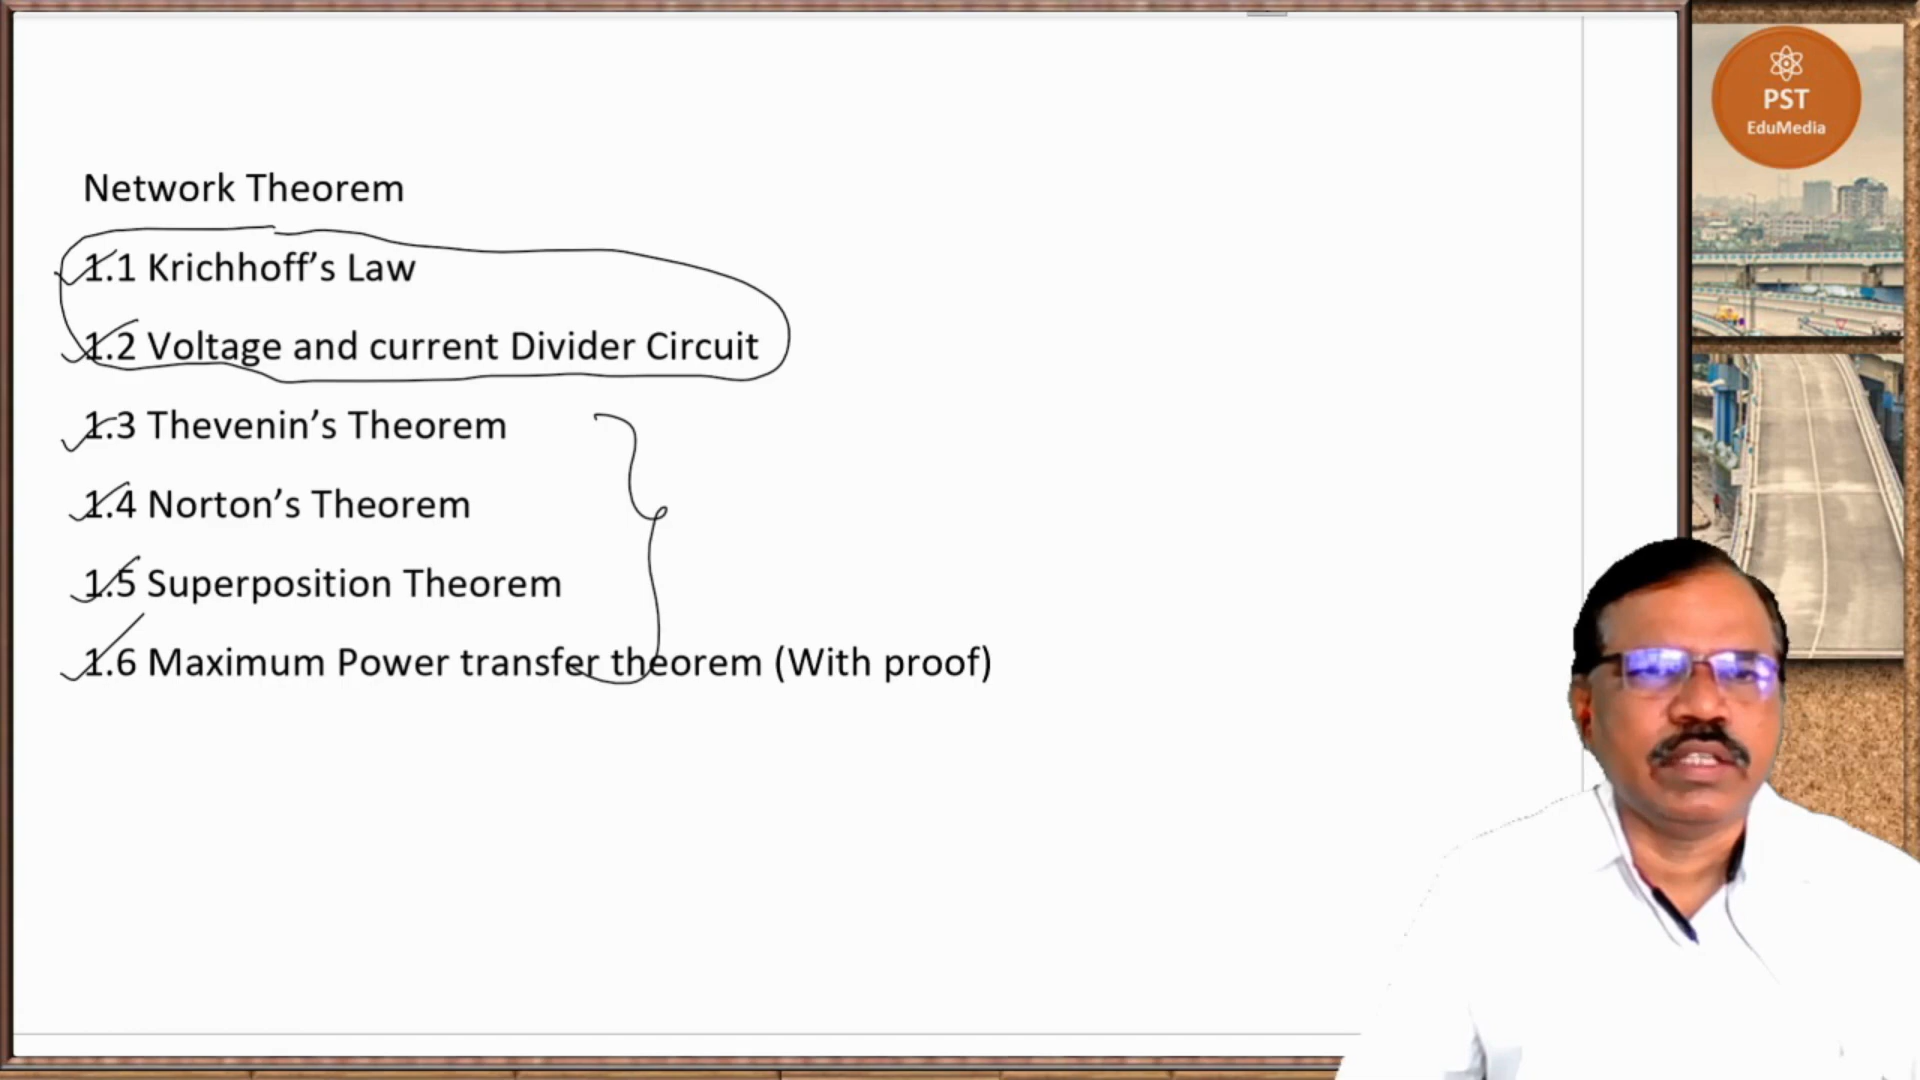 Network Theorem
1.1 Krichhoff’s Law
1.2 Voltage and current Divider Circuit
1.3 Thevenin’s Theorem
1.4 Norton’s Theorem
1.5 Superposition Theorem
1.6 Maximum Power transfer theorem (With proof)
PST
EduMedia